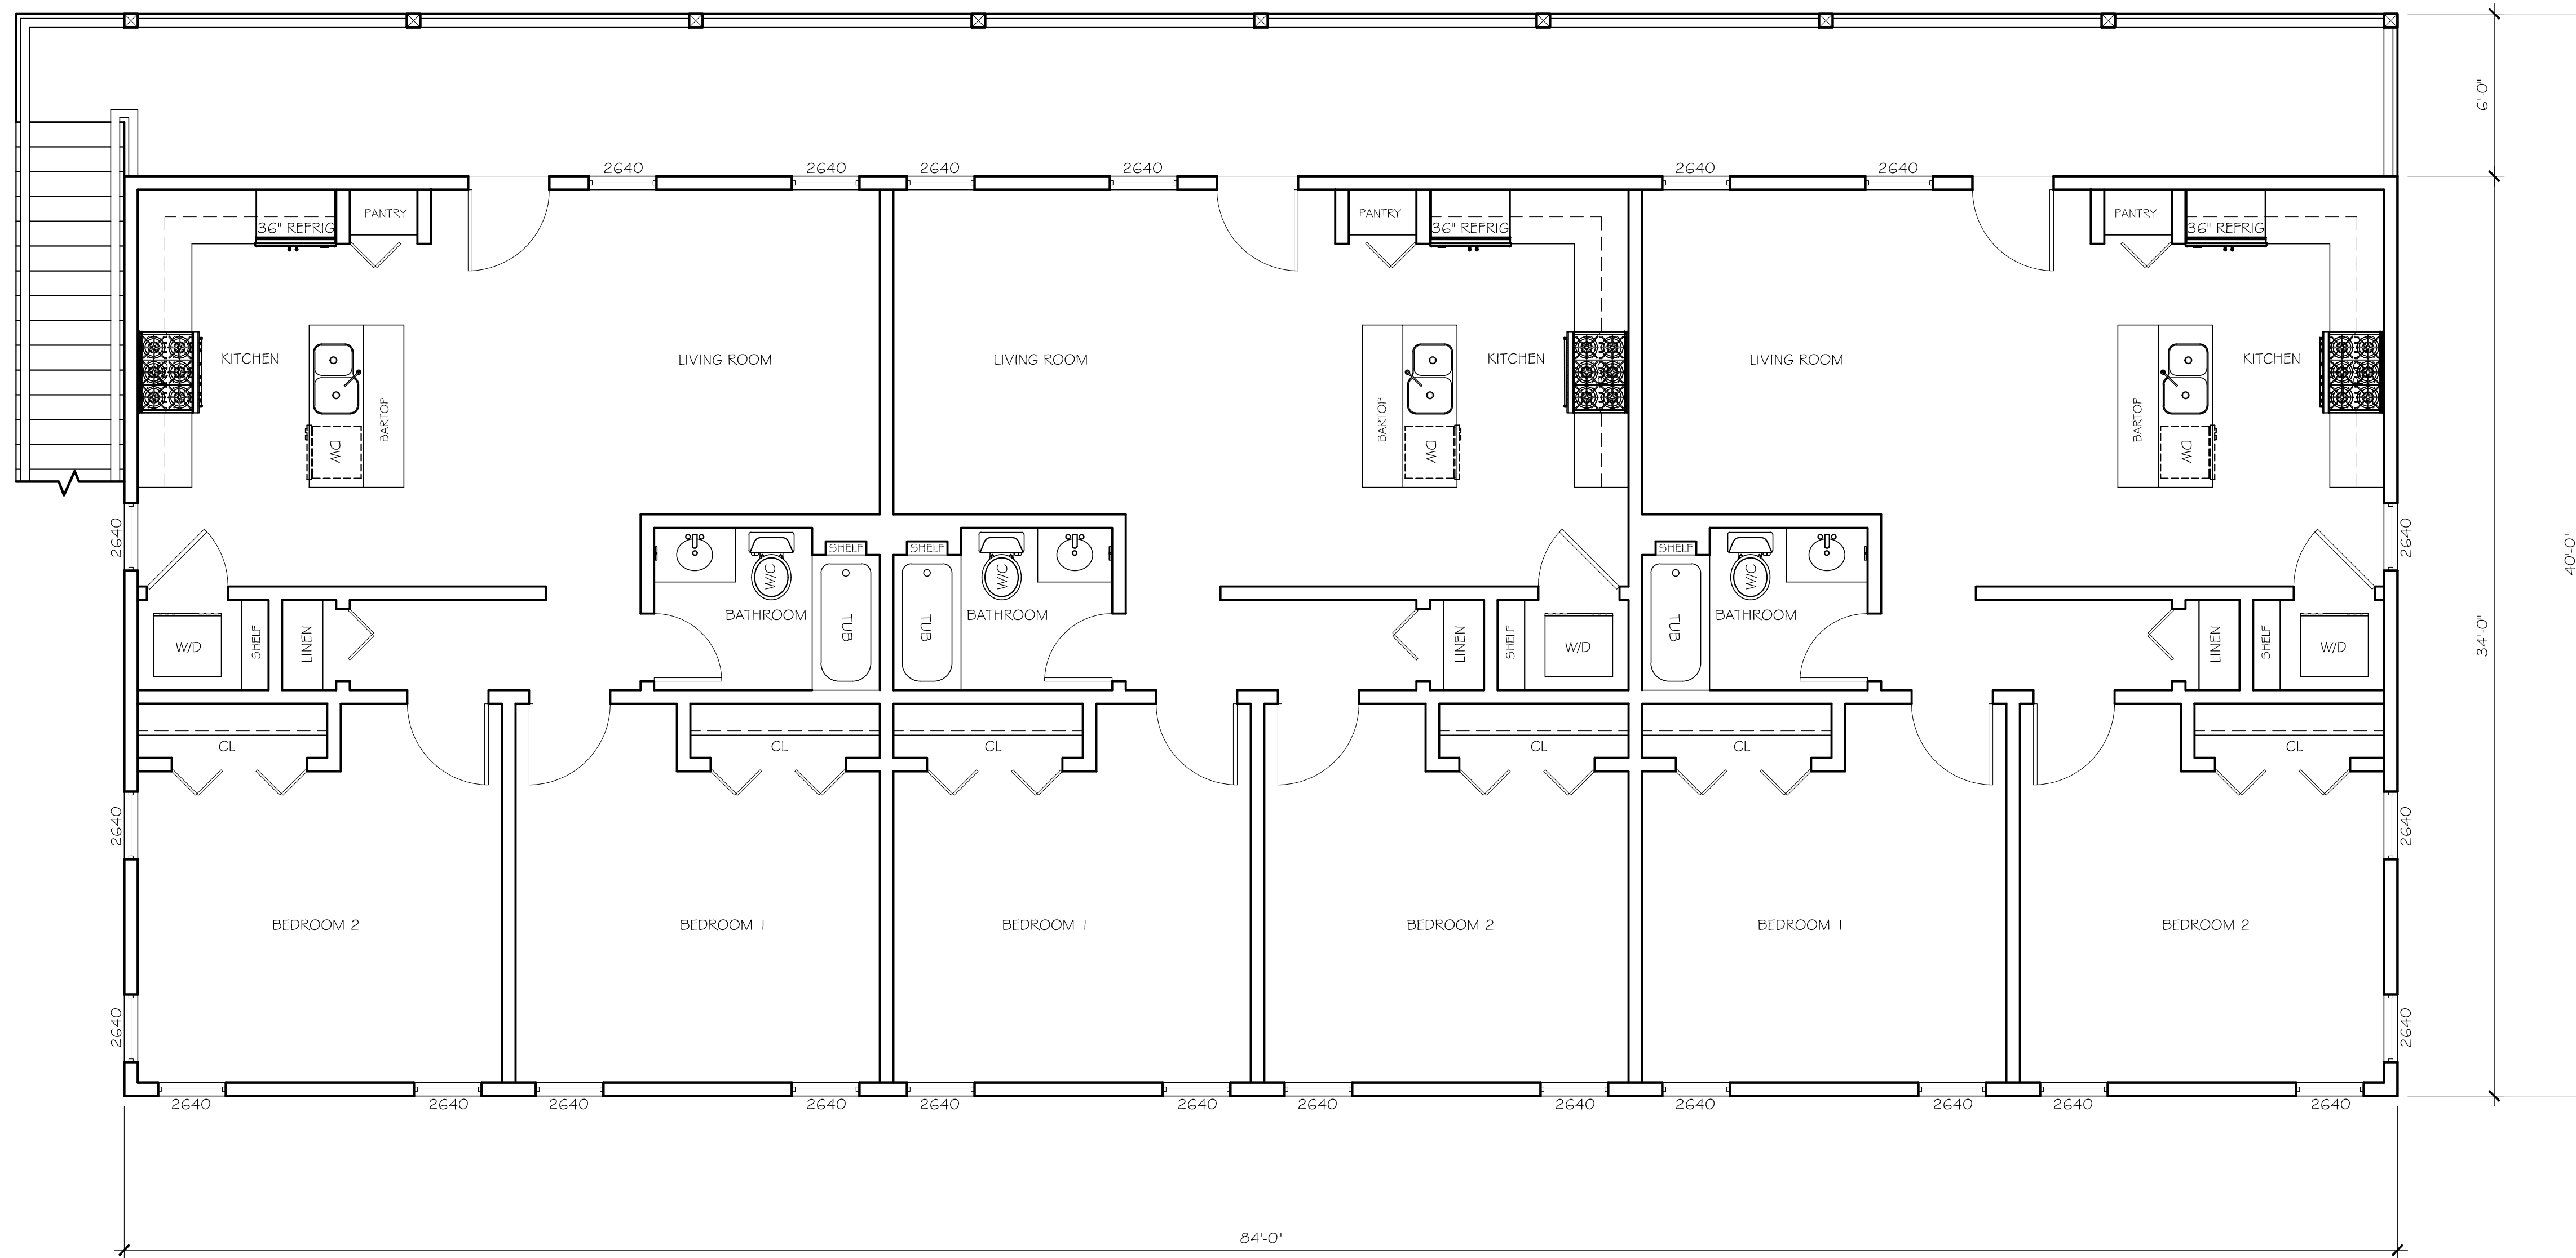 6'-0"
2640
2640
2640
2640
2640
2640
PANTRY
PANTRY
PANTRY
36" REFRIG
36" REFRIG
36" REFRIG
KITCHEN
LIVING ROOM
LIVING ROOM
KITCHEN
LIVING ROOM
KITCHEN
BARTOP
BARTOP
BARTOP
DW
DW
DW
2640
2640
40'-0"
SHELF
SHELF
SHELF
W/C
W/C
W/C
BATHROOM
BATHROOM
BATHROOM
TUB
TUB
TUB
W/D
SHELF
LINEN
LINEN
SHELF
W/D
LINEN
SHELF
W/D
34'-0"
CL
CL
CL
CL
CL
CL
2640
2640
BEDROOM 2
BEDROOM 1
BEDROOM 1
BEDROOM 2
BEDROOM 1
BEDROOM 2
2640
2640
2640
2640
2640
2640
2640
2640
2640
2640
2640
2640
2640
2640
84'-0"